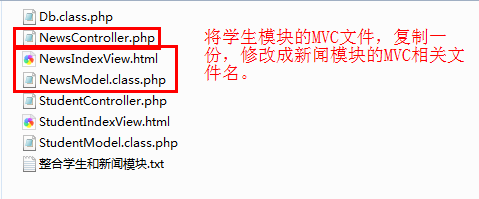 Db.class.php
NewsController.php
NewsIndexView.html
NewsModel.class.php
StudentController.php
StudentIndexView.html
StudentModel.class.php
整合学生和新闻模块.txt
将学生模块的MVC文件，复制一
份，修改成新闻模块的MVC相关文
件名。